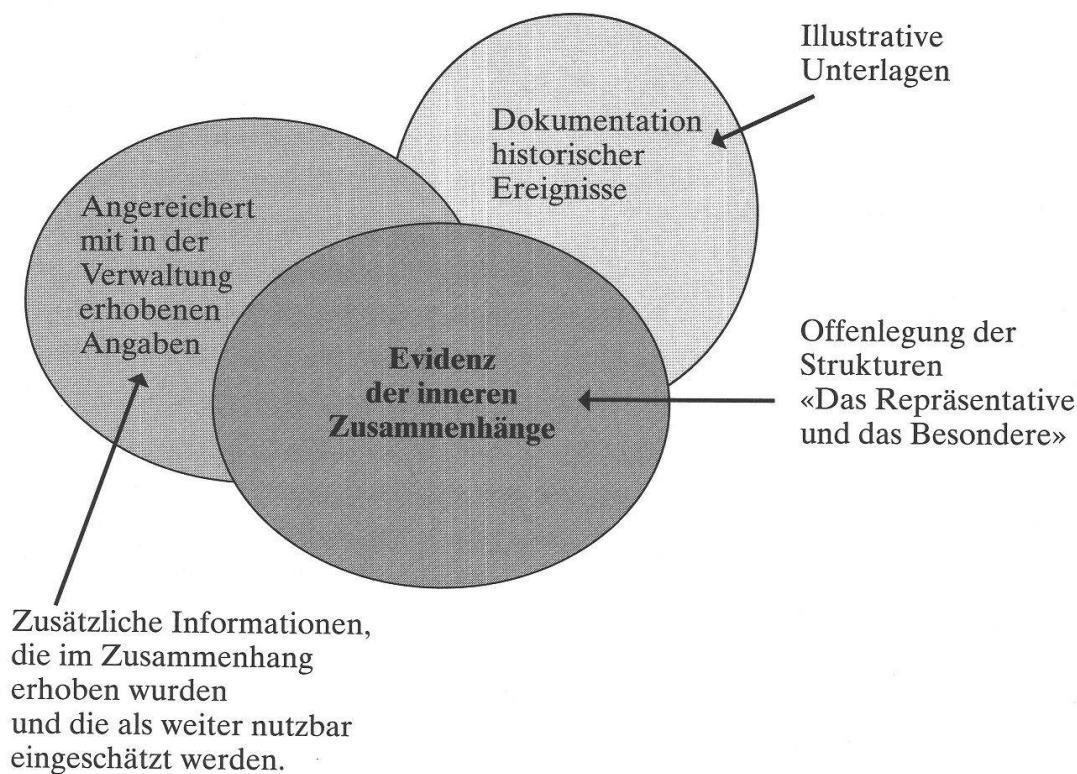 Illustrative
Unterlagen
Dokumentation
historischer
Ereignisse
Angereichert
mit in der
Verwaltung
erhobenen
Angaben
Evidenz
der inneren
Zusammenhänge
Offenlegung der
Strukturen
«Das Repräsentative
und das Besondere»
Zusätzliche Informationen,
die im Zusammenhang
erhoben wurden
und die als weiter nutzbar
eingeschätzt werden.